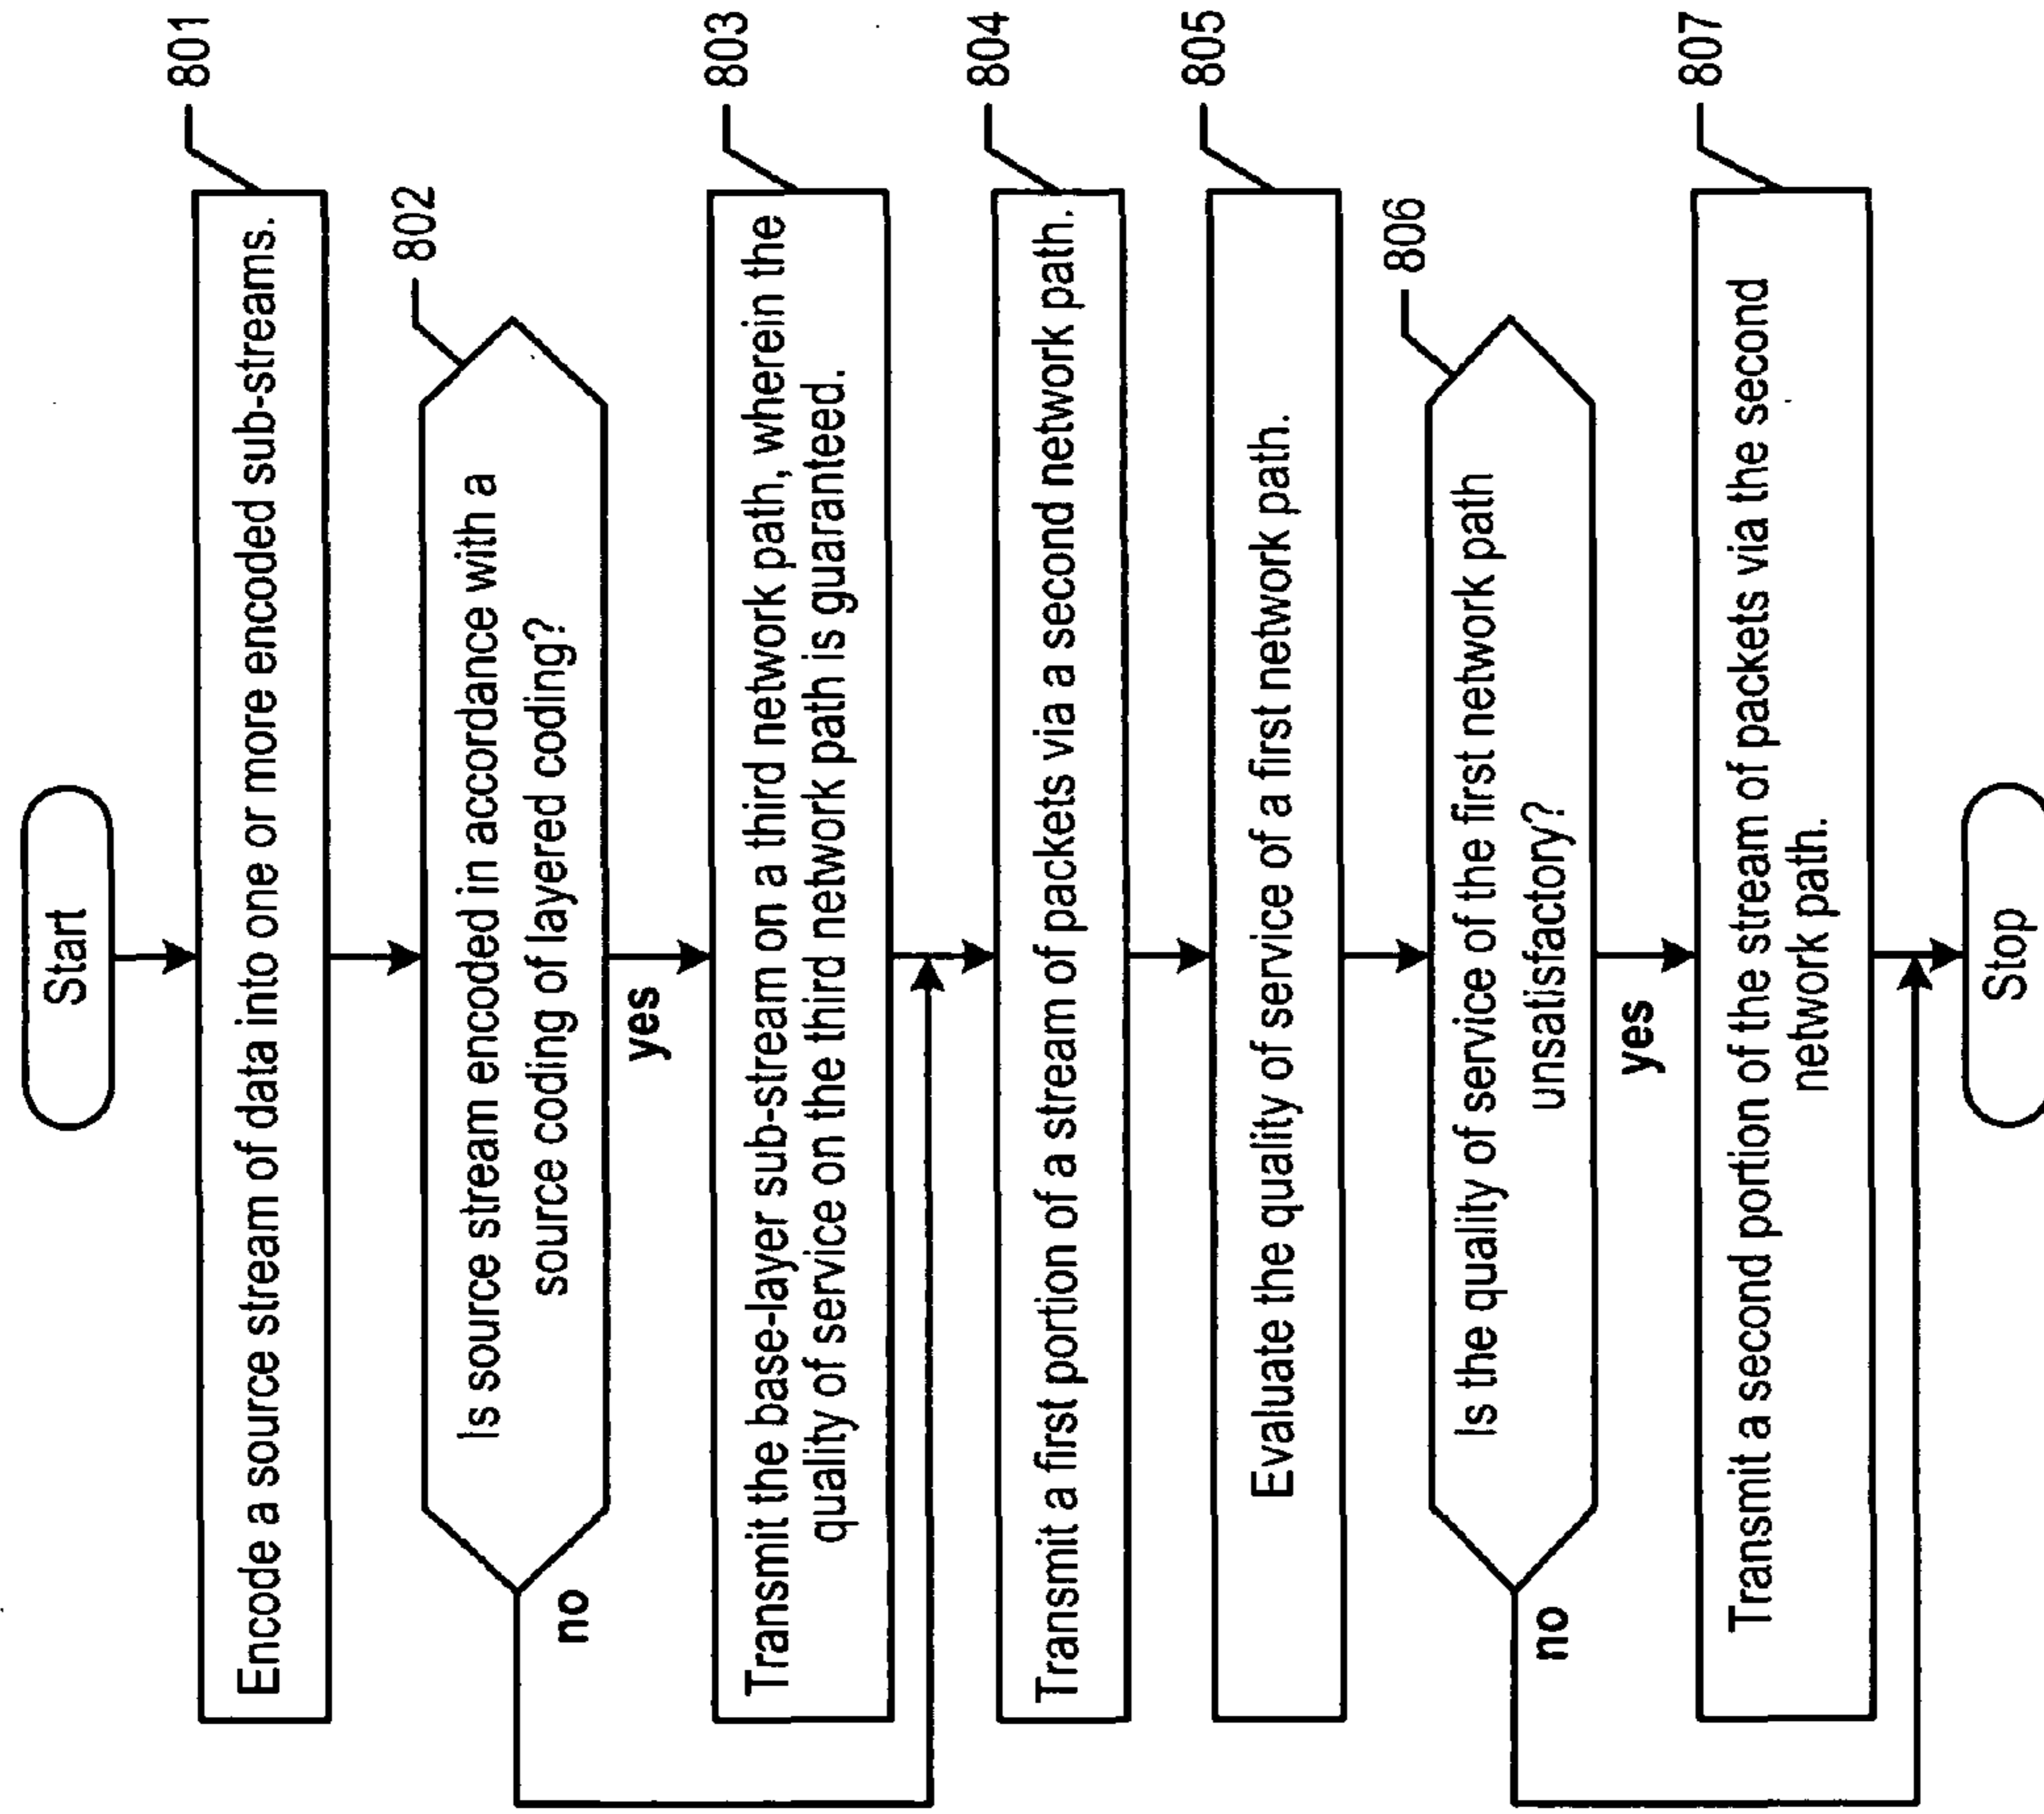 Start
801
Encode a source stream of data into one or more encoded sub-streams.
802
Is source stream encoded in accordance with a
source coding of layered coding?
no
yes
803
Transmit the base-layer sub-stream on a third network path, wherein the
quality of service on the third network path is guaranteed.
804
Transmit a first portion of a stream of packets via a second network path.
805
Evaluate the quality of service of a first network path.
806
Is the quality of service of the first network path
unsatisfactory?
no
yes
807
Transmit a second portion of the stream of packets via the second
network path.
Stop